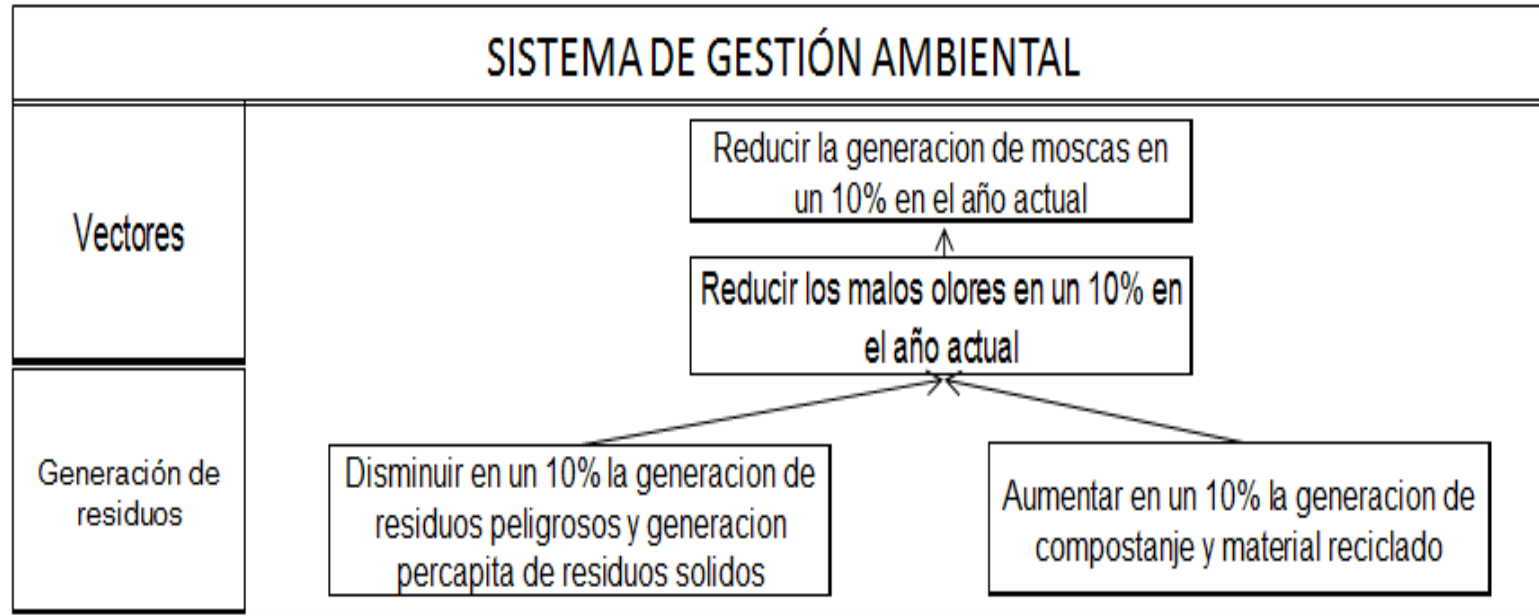 SISTEMA DE GESTIÓN AMBIENTAL
Vectores
Reducir la generacion de moscas en
un 10% en el año actual
Reducir los malos olores en un 10% en
el año actual
Generación de
residuos
Disminuir en un 10% la generacion de
residuos peligrosos y generacion
percapita de residuos solidos
Aumentar en un 10% la generacion de
compostanje y material reciclado